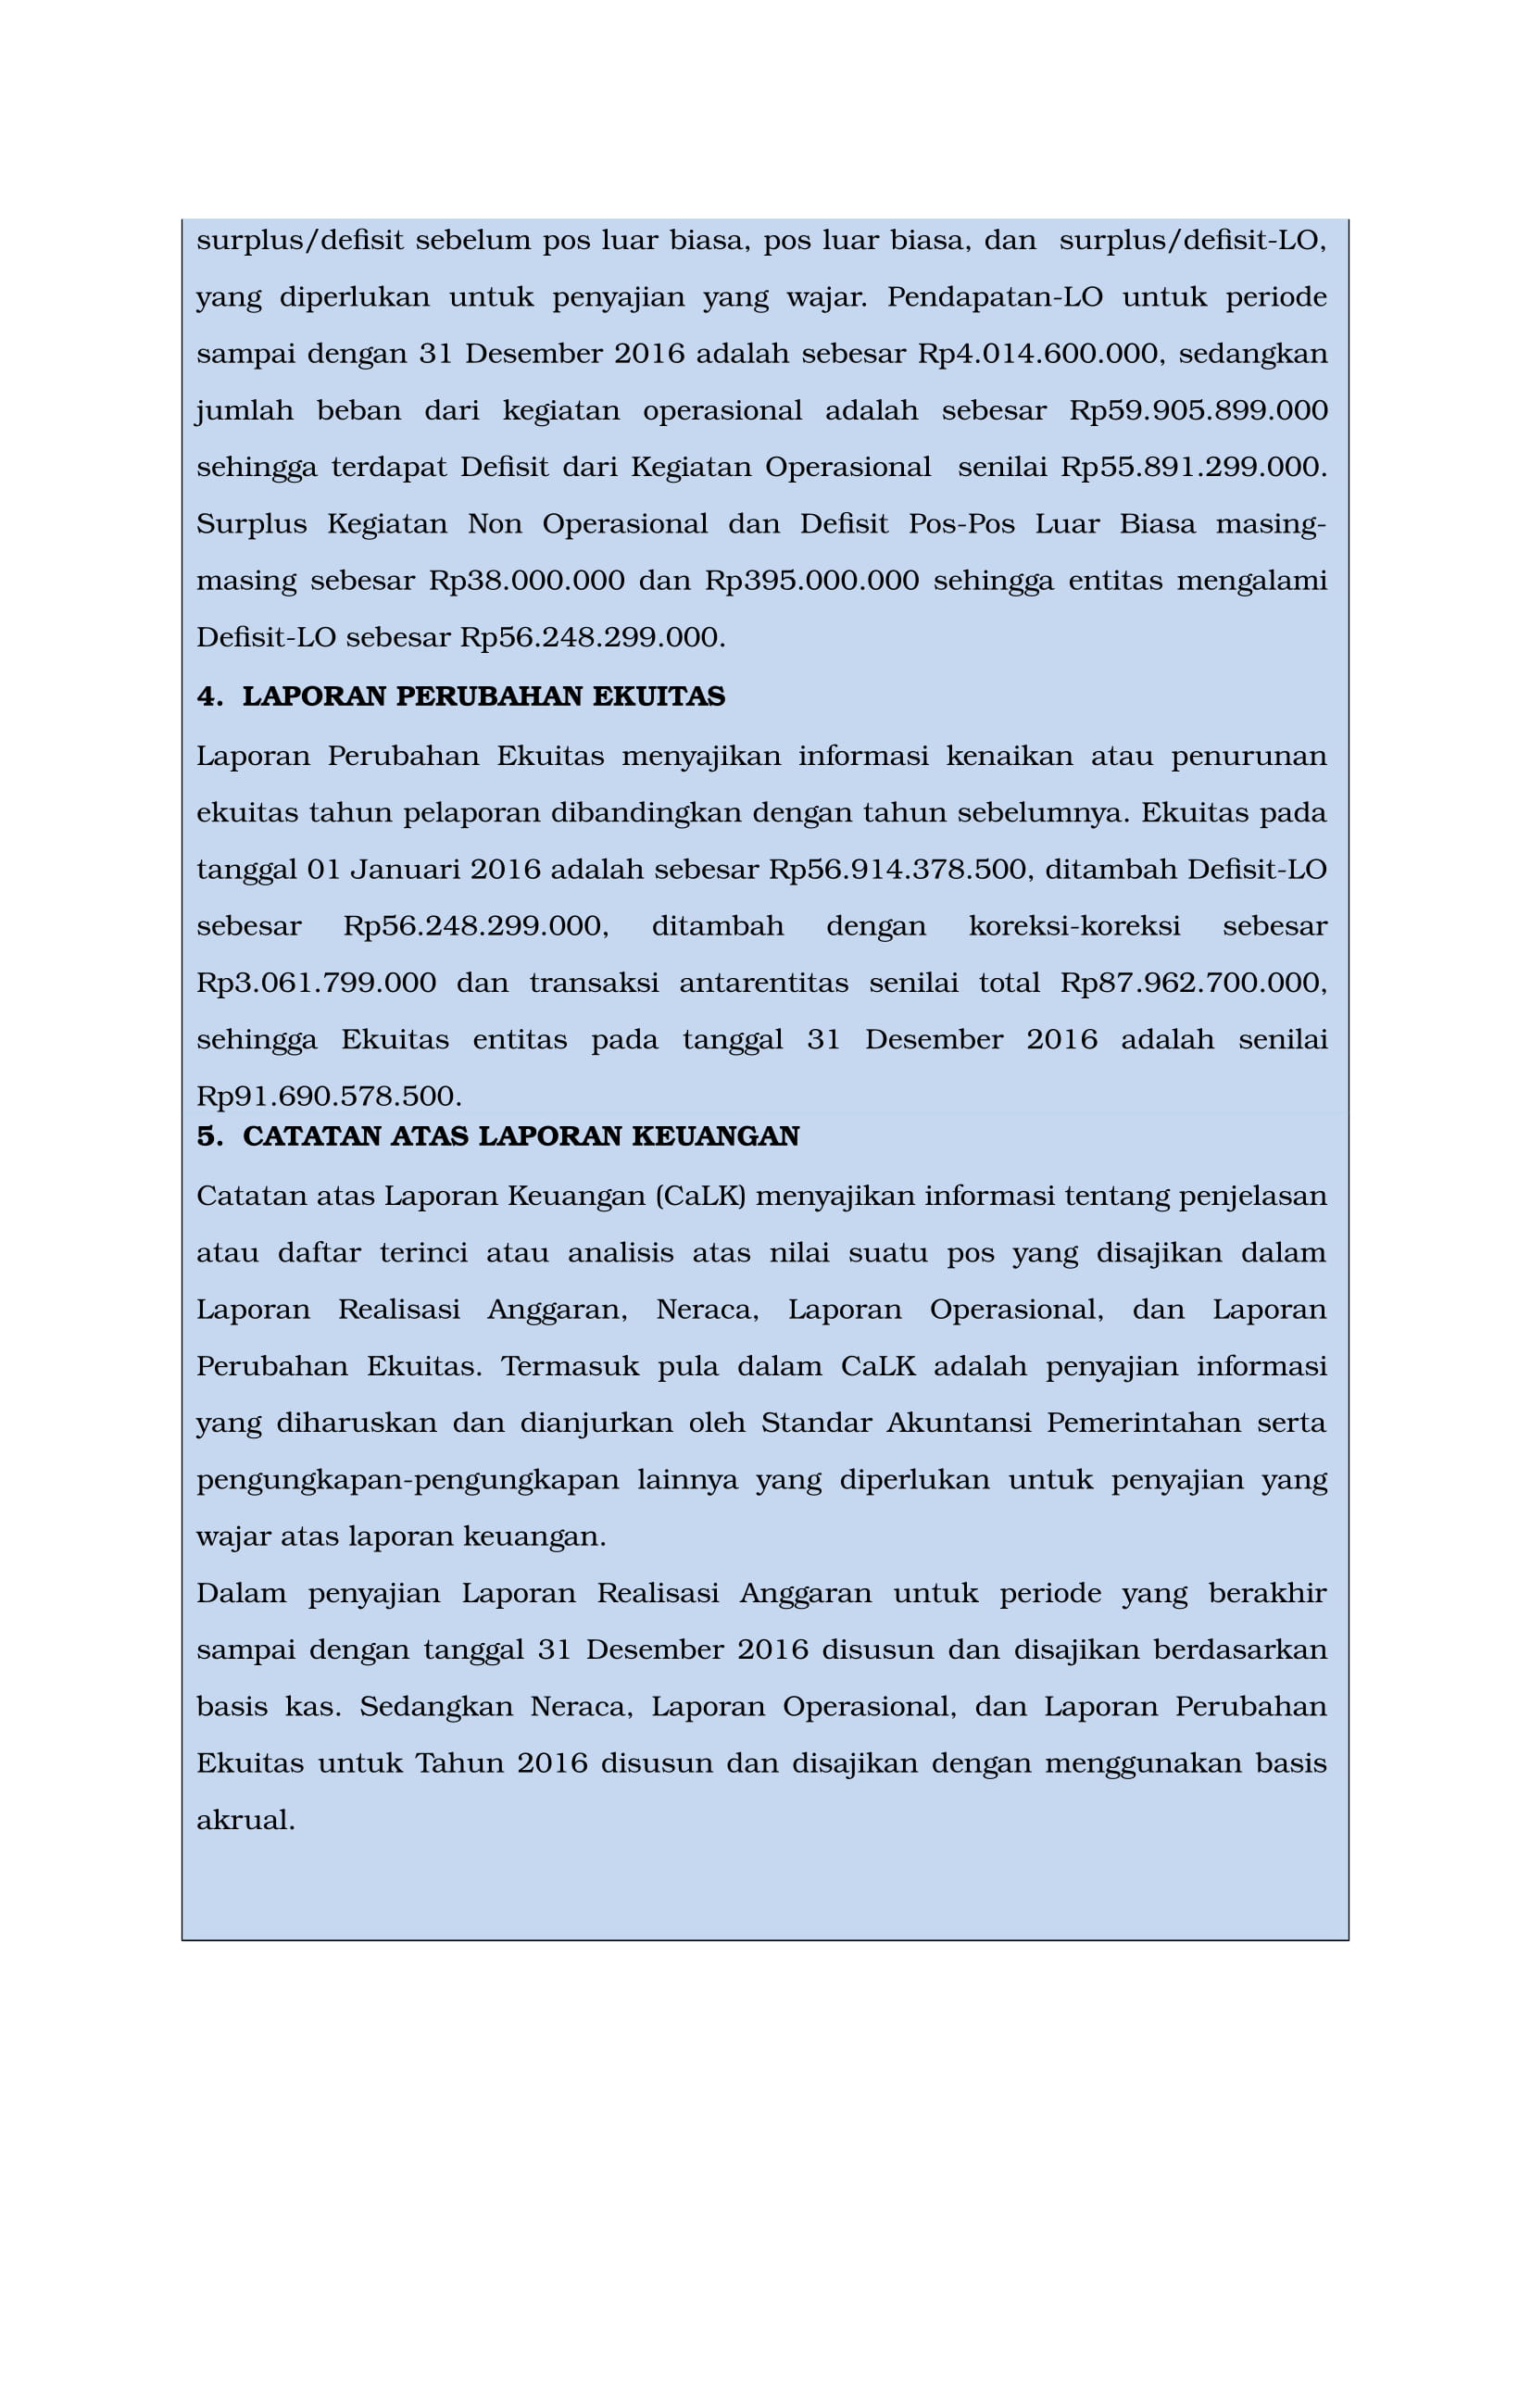 surplus/defisit sebelum pos luar biasa, pos luar biasa, dan  surplus/defisit-LO,
yang diperlukan untuk penyajian yang wajar. Pendapatan-LO untuk periode
sampai dengan 31 Desember 2016 adalah sebesar Rp4.014.600.000, sedangkan
jumlah beban dari kegiatan operasional adalah sebesar Rp59.905.899.000
sehingga terdapat Defisit dari Kegiatan Operasional  senilai Rp55.891.299.000.
Surplus Kegiatan Non Operasional dan Defisit Pos-Pos Luar Biasa masing-
masing sebesar Rp38.000.000 dan Rp395.000.000 sehingga entitas mengalami
Defisit-LO sebesar Rp56.248.299.000.
4. LAPORAN PERUBAHAN EKUITAS
Laporan Perubahan Ekuitas menyajikan informasi kenaikan atau penurunan
ekuitas tahun pelaporan dibandingkan dengan tahun sebelumnya. Ekuitas pada
tanggal 01 Januari 2016 adalah sebesar Rp56.914.378.500, ditambah Defisit-LO
sebesar Rp56.248.299.000, ditambah dengan koreksi-koreksi sebesar
Rp3.061.799.000 dan transaksi antarentitas senilai total Rp87.962.700.000,
sehingga Ekuitas entitas pada tanggal 31 Desember 2016 adalah senilai
Rp91.690.578.500.
5. CATATAN ATAS LAPORAN KEUANGAN
Catatan atas Laporan Keuangan (CaLK) menyajikan informasi tentang penjelasan
atau daftar terinci atau analisis atas nilai suatu pos yang disajikan dalam
Laporan Realisasi Anggaran, Neraca, Laporan Operasional, dan Laporan
Perubahan Ekuitas. Termasuk pula dalam CaLK adalah penyajian informasi
yang diharuskan dan dianjurkan oleh Standar Akuntansi Pemerintahan serta
pengungkapan-pengungkapan lainnya yang diperlukan untuk penyajian yang
wajar atas laporan keuangan.
Dalam penyajian Laporan Realisasi Anggaran untuk periode yang berakhir
sampai dengan tanggal 31 Desember 2016 disusun dan disajikan berdasarkan
basis kas. Sedangkan Neraca, Laporan Operasional, dan Laporan Perubahan
Ekuitas untuk Tahun 2016 disusun dan disajikan dengan menggunakan basis
akrual.